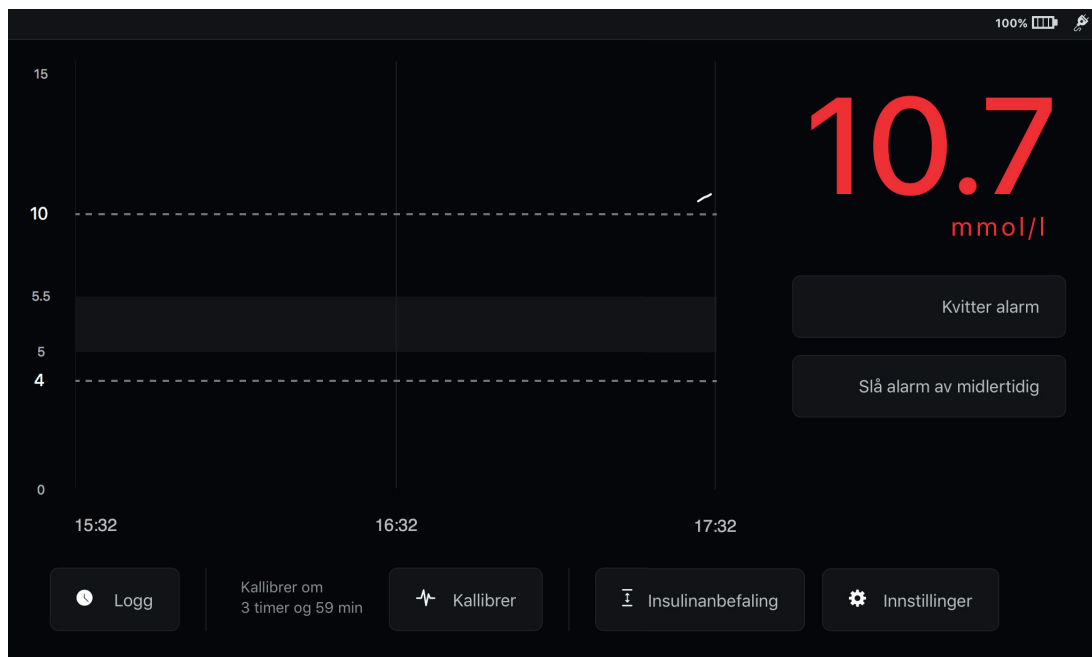 100%
15
10
5.5
5
4
0
15:32
16:32
17:32
10.7
mmol/l
Kvitter alarm
Slå alarm av midlertidig
Logg
Kallibrer om
3 timer og 59 min
Kallibrer
Insulinanbefaling
Innstillinger